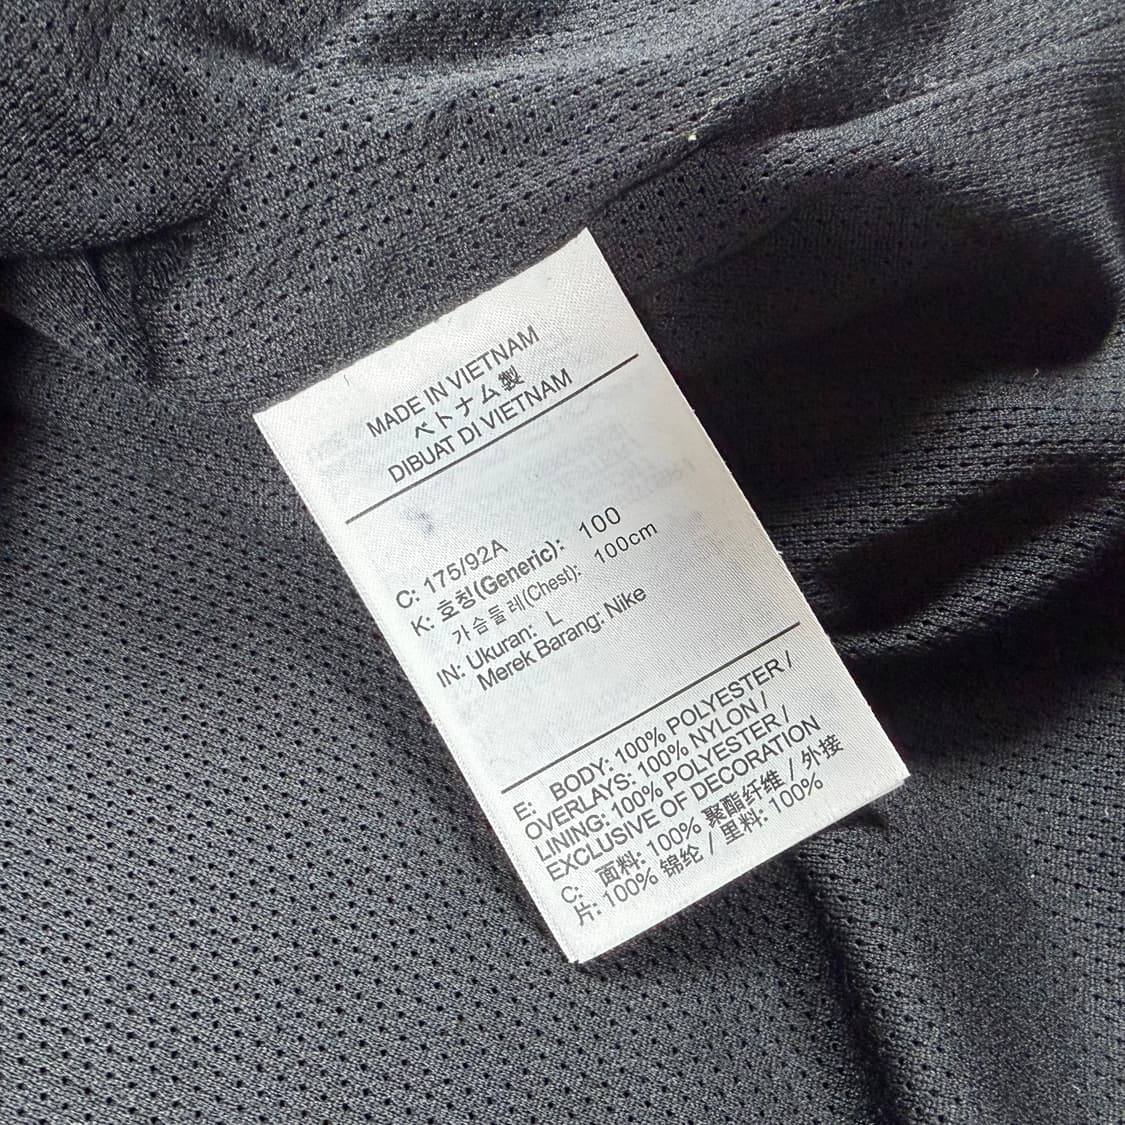 MADE IN VIETNAM
ベトナム製
DIBUAT DI VIETNAM
C: 175/92A
K: 호칭(Generic): 100
가슴둘레(Chest): 100cm
IN: Ukuran: L
Merek Barang: Nike
E: BODY: 100% POLYESTER /
OVERLAYS: 100% NYLON /
LINING: 100% POLYESTER /
EXCLUSIVE OF DECORATION
C: 面料: 100% 聚酯纤维 / 外接
片: 100% 锦纶 / 里料: 100%